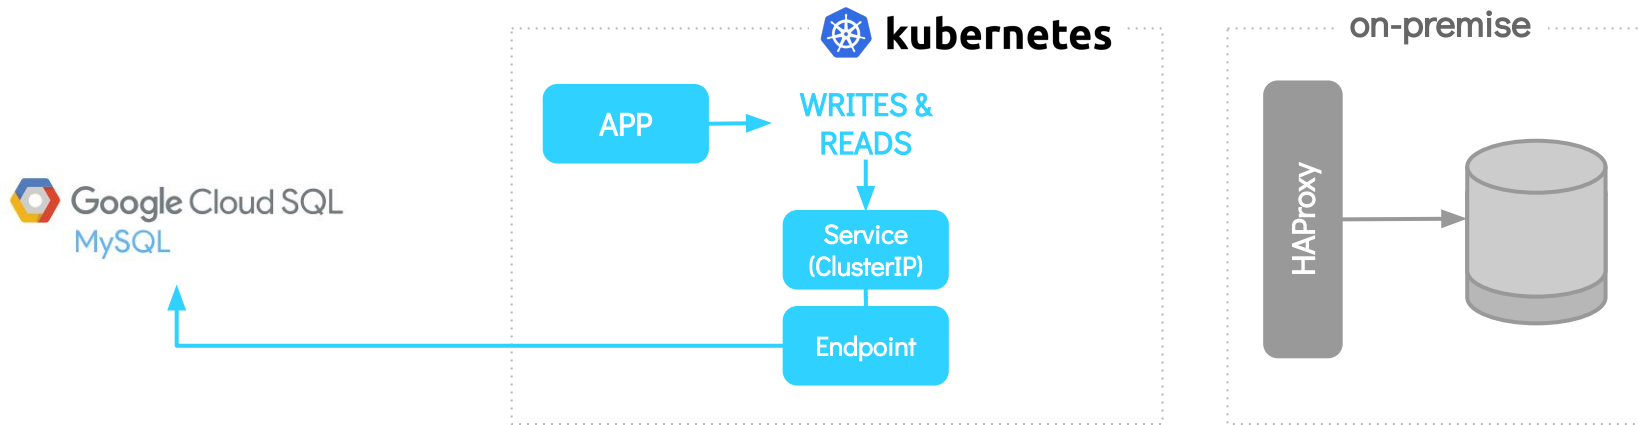 kubernetes
on-premise
APP
WRITES &
READS
Google Cloud SQL
MySQL
Service
(ClusterIP)
Endpoint
HAProxy